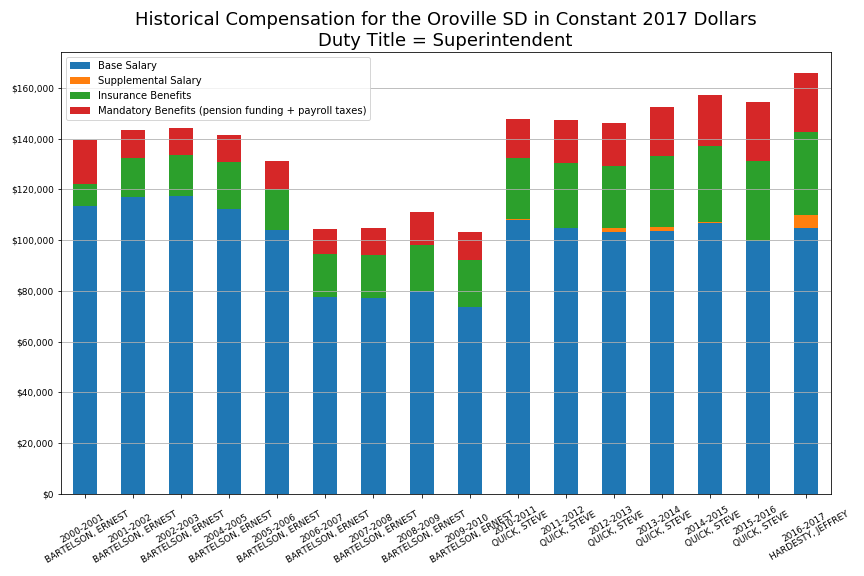 Historical Compensation for the Oroville SD in Constant 2017 Dollars
Duty Title = Superintendent
Base Salary
Supplemental Salary
Insurance Benefits
Mandatory Benefits (pension funding + payroll taxes)
$160,000
$140,000
$120,000
$100,000
$80,000
$60,000
$40,000
$20,000
$0
2000-2001
BARTELSON, ERNEST
2001-2002
BARTELSON, ERNEST
2002-2003
BARTELSON, ERNEST
2004-2005
BARTELSON, ERNEST
2005-2006
BARTELSON, ERNEST
2006-2007
BARTELSON, ERNEST
2007-2008
BARTELSON, ERNEST
2008-2009
BARTELSON, ERNEST
2009-2010
BARTELSON, ERNEST
2010-2011
QUICK, STEVE
2011-2012
QUICK, STEVE
2012-2013
QUICK, STEVE
2013-2014
QUICK, STEVE
2014-2015
QUICK, STEVE
2015-2016
QUICK, STEVE
2016-2017
HARDESTY, JEFFREY